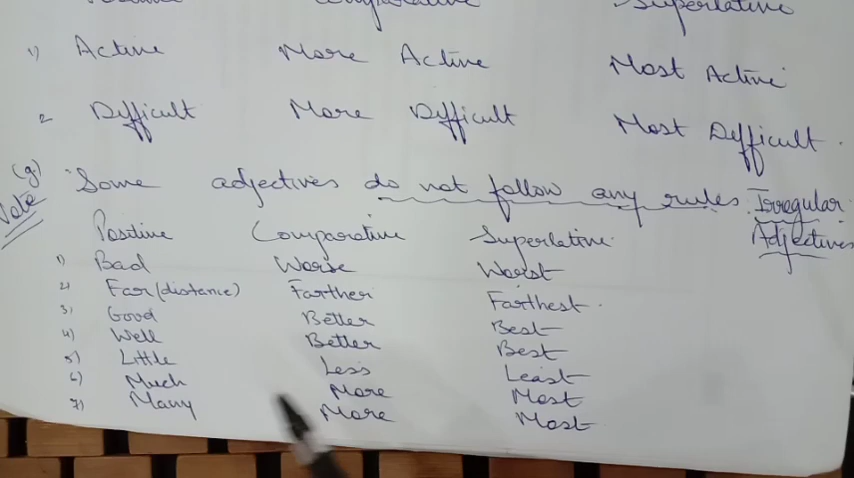 Comparative Superlative
1) Active More Active Most Active
2 Difficult More Difficult Most Difficult.
(g) Note Some adjectives do not follow any rules. Irregular Adjectives
Positive Comparative Superlative.
1) Bad Worse Worst
2) Far (distance) Farther Farthest.
3) Good Better Best
4) Well Better Best
5) Little Less Least
6) Much More Most
7) Many More Most